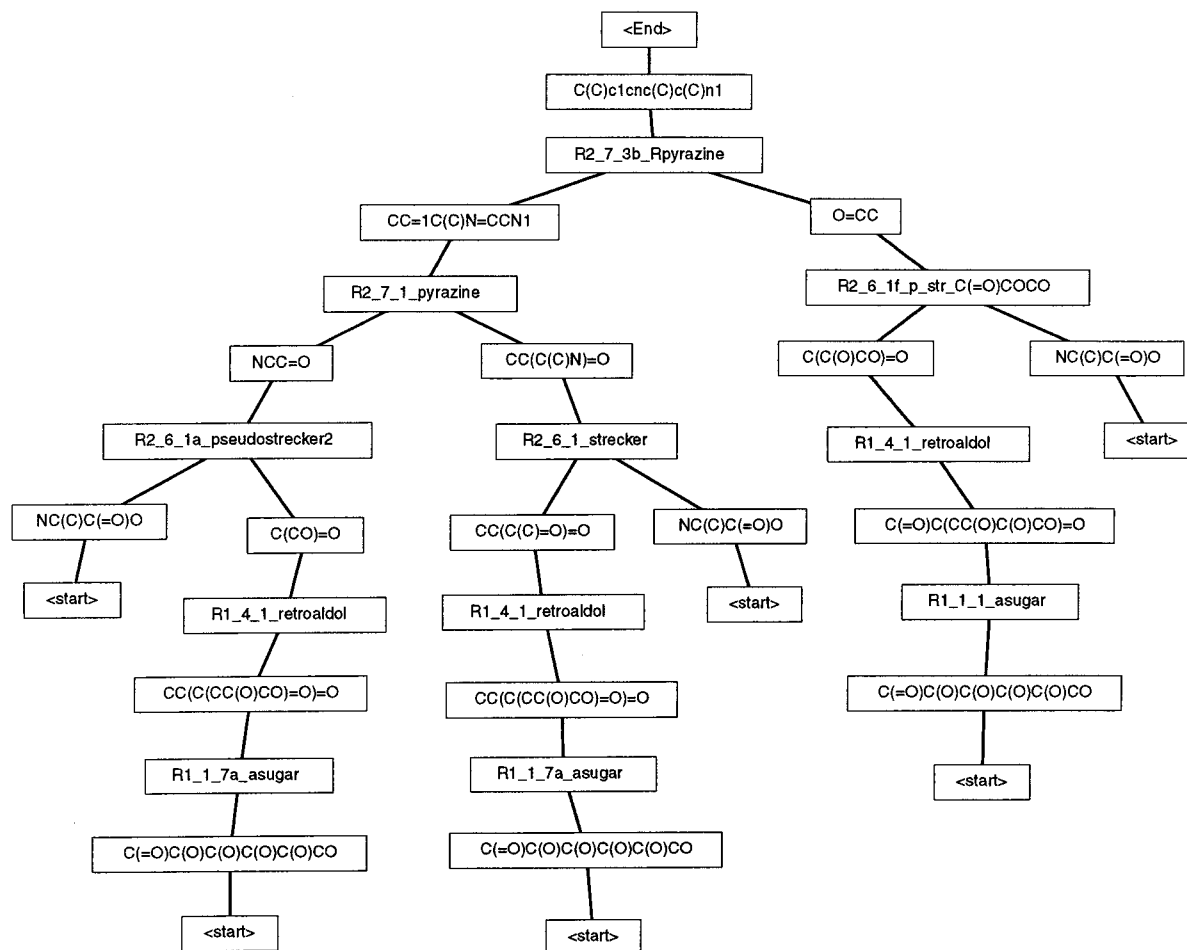 <End>
C(C)c1cnc(C)c(C)n1
R2_7_3b_Rpyrazine
CC=1C(C)N=CCN1
O=CC
R2_7_1_pyrazine
R2_6_1f_p_str_C(=O)COCO
NCC=O
CC(C(C)N)=O
C(C(O)CO)=O
NC(C)C(=O)O
R2_6_1a_pseudostrecker2
R2_6_1_strecker
R1_4_1_retroaldol
<start>
NC(C)C(=O)O
C(CO)=O
CC(C(C)=O)=O
NC(C)C(=O)O
C(=O)C(CC(O)C(O)CO)=O
<start>
R1_4_1_retroaldol
R1_4_1_retroaldol
<start>
R1_1_1_asugar
CC(C(CC(O)CO)=O)=O
CC(C(CC(O)CO)=O)=O
C(=O)C(O)C(O)C(O)C(O)CO
R1_1_7a_asugar
R1_1_7a_asugar
<start>
C(=O)C(O)C(O)C(O)C(O)CO
C(=O)C(O)C(O)C(O)C(O)CO
<start>
<start>